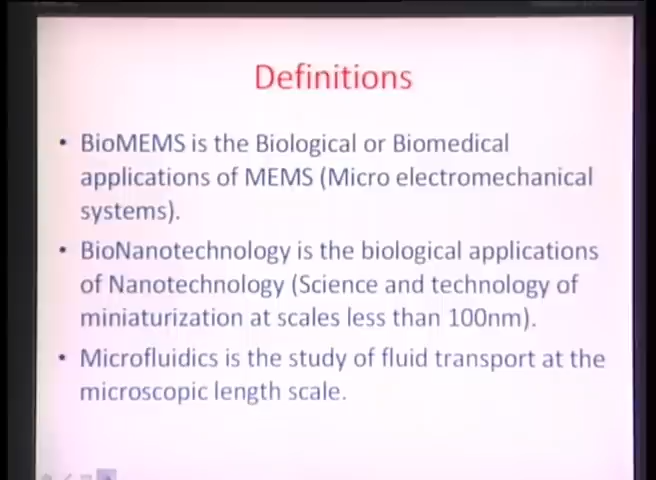 Definitions
• BioMEMS is the Biological or Biomedical
applications of MEMS (Micro electromechanical
systems).
• BioNanotechnology is the biological applications
of Nanotechnology (Science and technology of
miniaturization at scales less than 100nm).
• Microfluidics is the study of fluid transport at the
microscopic length scale.